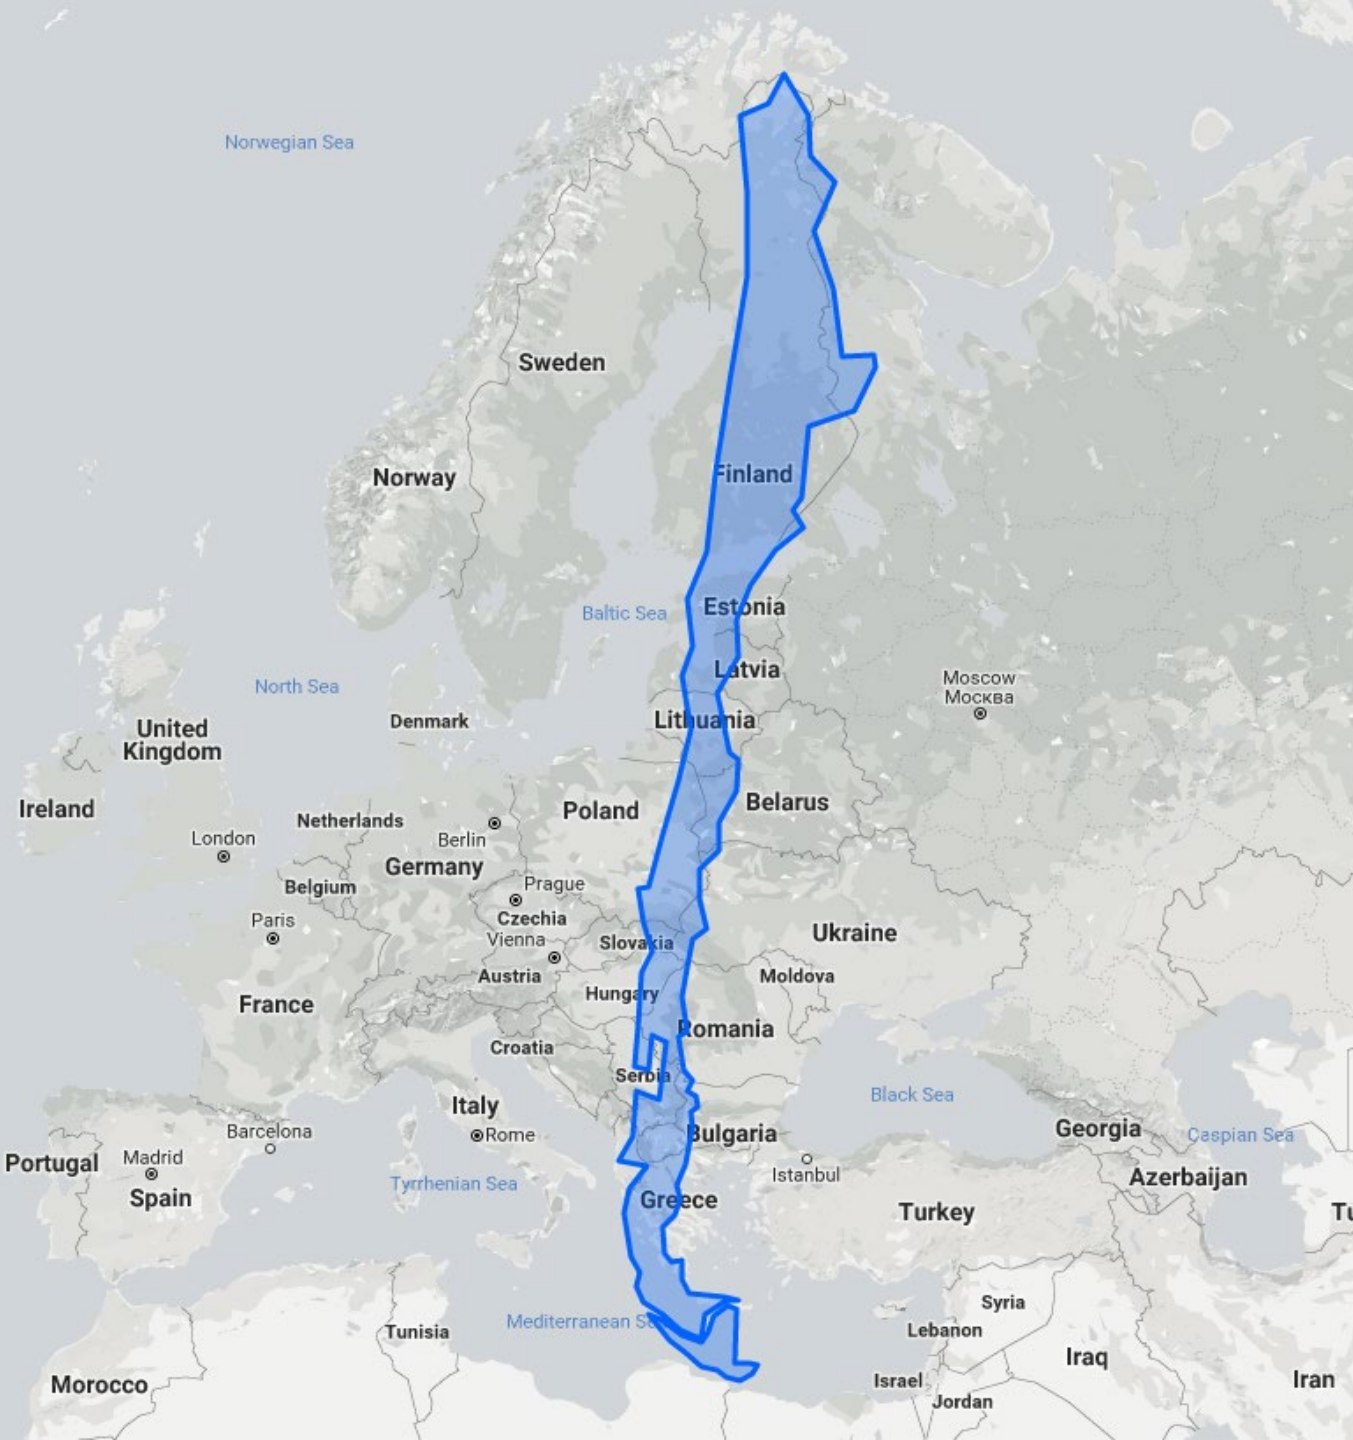 Norwegian Sea
Sweden
Norway
Finland
Baltic Sea
Estonia
Latvia
Moscow
Москва
North Sea
Denmark
Lithuania
United
Kingdom
Ireland
Netherlands
Poland
Belarus
London
Berlin
Germany
Belgium
Prague
Paris
Czechia
Vienna
Slovakia
Ukraine
Austria
Moldova
Hungary
France
Romania
Croatia
Serbia
Black Sea
Italy
Barcelona
Rome
Bulgaria
Georgia
Caspian Sea
Portugal
Madrid
Istanbul
Azerbaijan
Tyrrhenian Sea
Spain
Greece
Turkey
Tu
Syria
Mediterranean Se
Tunisia
Lebanon
Iraq
Morocco
Israel
Iran
Jordan